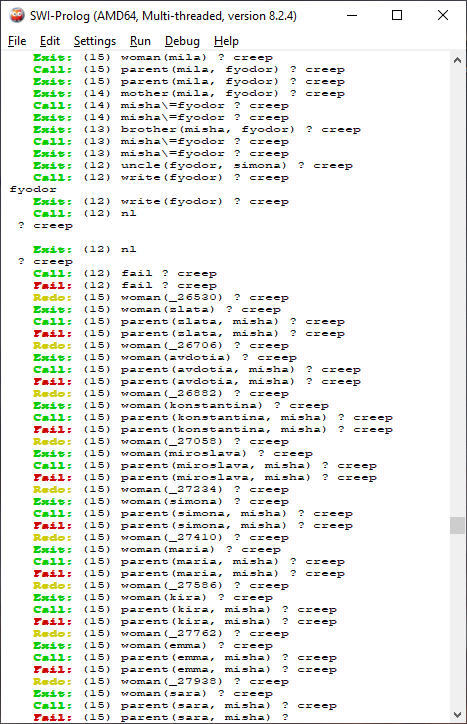 SWI-Prolog (AMD64, Multi-threaded, version 8.2.4)
File Edit Settings Run Debug Help
Exit: (15) woman(mila) ? creep
Call: (15) parent(mila, fyodor) ? creep
Exit: (15) parent(mila, fyodor) ? creep
Exit: (14) mother(mila, fyodor) ? creep
Call: (14) misha\=fyodor ? creep
Exit: (14) misha\=fyodor ? creep
Exit: (13) brother(misha, fyodor) ? creep
Call: (13) misha\=fyodor ? creep
Exit: (13) misha\=fyodor ? creep
Exit: (12) uncle(fyodor, simona) ? creep
Call: (12) write(fyodor) ? creep
fyodor
Exit: (12) write(fyodor) ? creep
Call: (12) nl
? creep
Exit: (12) nl
? creep
Call: (12) fail ? creep
Fail: (12) fail ? creep
Redo: (15) woman(_26530) ? creep
Exit: (15) woman(zlata) ? creep
Call: (15) parent(zlata, misha) ? creep
Fail: (15) parent(zlata, misha) ? creep
Redo: (15) woman(_26706) ? creep
Exit: (15) woman(avdotia) ? creep
Call: (15) parent(avdotia, misha) ? creep
Fail: (15) parent(avdotia, misha) ? creep
Redo: (15) woman(_26882) ? creep
Exit: (15) woman(konstantina) ? creep
Call: (15) parent(konstantina, misha) ? creep
Fail: (15) parent(konstantina, misha) ? creep
Redo: (15) woman(_27058) ? creep
Exit: (15) woman(miroslava) ? creep
Call: (15) parent(miroslava, misha) ? creep
Fail: (15) parent(miroslava, misha) ? creep
Redo: (15) woman(_27234) ? creep
Exit: (15) woman(simona) ? creep
Call: (15) parent(simona, misha) ? creep
Fail: (15) parent(simona, misha) ? creep
Redo: (15) woman(_27410) ? creep
Exit: (15) woman(maria) ? creep
Call: (15) parent(maria, misha) ? creep
Fail: (15) parent(maria, misha) ? creep
Redo: (15) woman(_27586) ? creep
Exit: (15) woman(kira) ? creep
Call: (15) parent(kira, misha) ? creep
Fail: (15) parent(kira, misha) ? creep
Redo: (15) woman(_27762) ? creep
Exit: (15) woman(emma) ? creep
Call: (15) parent(emma, misha) ? creep
Fail: (15) parent(emma, misha) ? creep
Redo: (15) woman(_27938) ? creep
Exit: (15) woman(sara) ? creep
Call: (15) parent(sara, misha) ? creep
Fail: (15) parent(sara, misha) ?